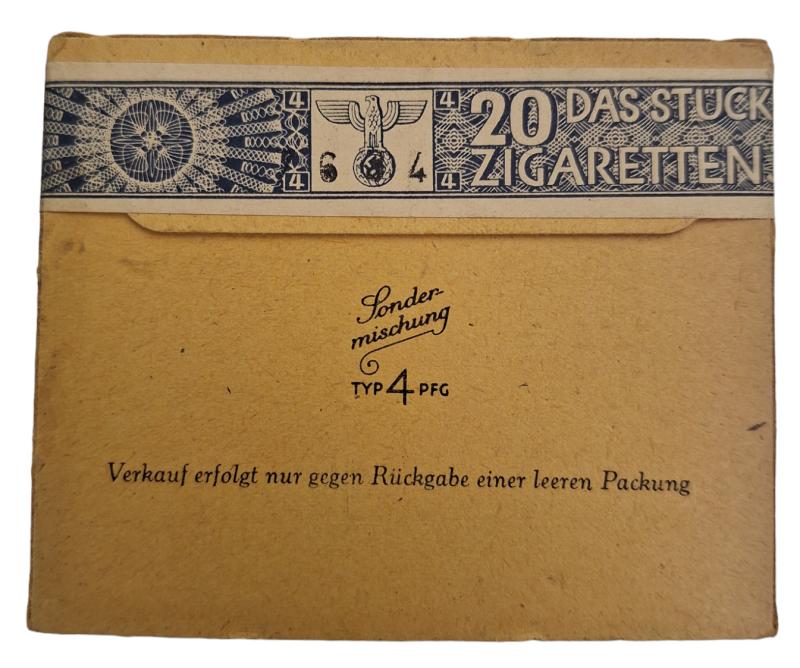 4 4
20 DAS STÜCK
6 4
4 4
ZIGARETTEN
Sonder-
mischung
TYP 4 PFG
Verkauf erfolgt nur gegen Rückgabe einer leeren Packung